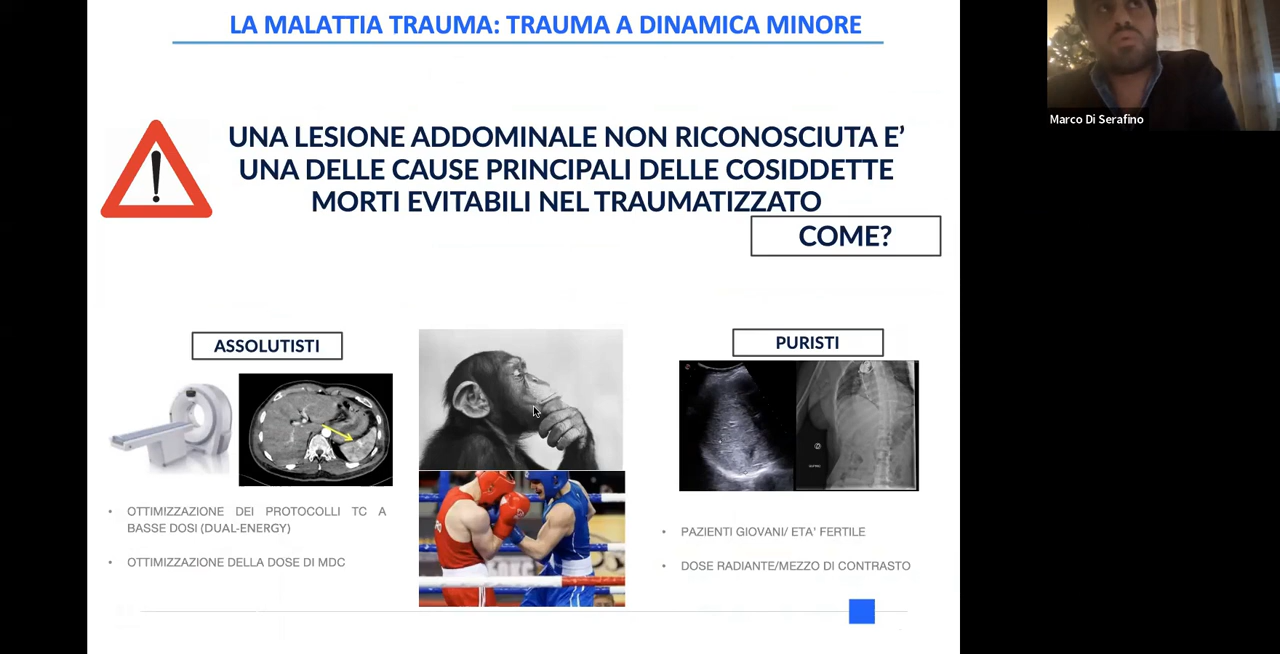 LA MALATTIA TRAUMA: TRAUMA A DINAMICA MINORE
Marco Di Serafino
UNA LESIONE ADDOMINALE NON RICONOSCIUTA E’
UNA DELLE CAUSE PRINCIPALI DELLE COSIDDETTE
MORTI EVITABILI NEL TRAUMATIZZATO
COME?
ASSOLUTISTI
PURISTI
• OTTIMIZZAZIONE DEI PROTOCOLLI TC A
BASSE DOSI (DUAL-ENERGY)
• OTTIMIZZAZIONE DELLA DOSE DI MDC
• PAZIENTI GIOVANI/ ETA’ FERTILE
• DOSE RADIANTE/MEZZO DI CONTRASTO